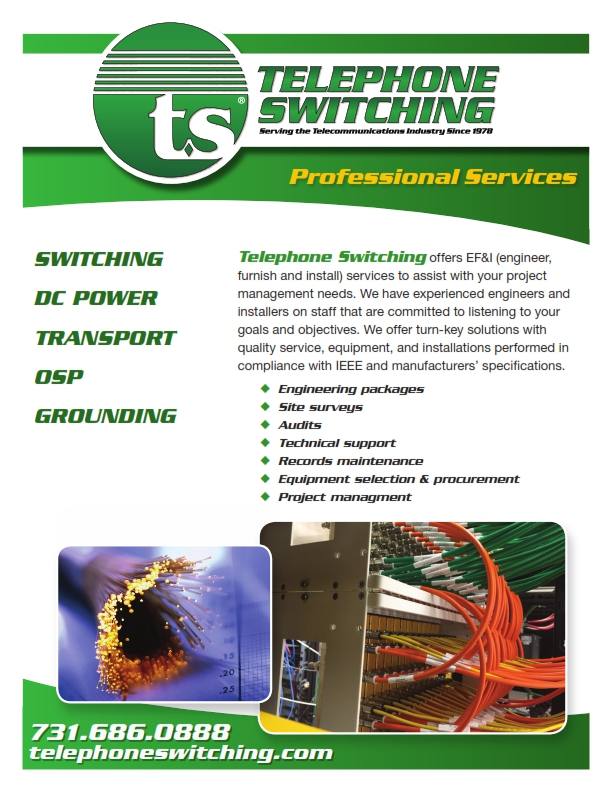 ts®
TELEPHONE
SWITCHING
Serving the Telecommunications Industry Since 1978
Professional Services
SWITCHING
DC POWER
TRANSPORT
OSP
GROUNDING
Telephone Switching offers EF&I (engineer,
furnish and install) services to assist with your project
management needs. We have experienced engineers and
installers on staff that are committed to listening to your
goals and objectives. We offer turn-key solutions with
quality service, equipment, and installations performed in
compliance with IEEE and manufacturers' specifications.
◆ Engineering packages
◆ Site surveys
◆ Audits
◆ Technical support
◆ Records maintenance
◆ Equipment selection & procurement
◆ Project managment
.20
.25
731.686.0888
telephoneswitching.com